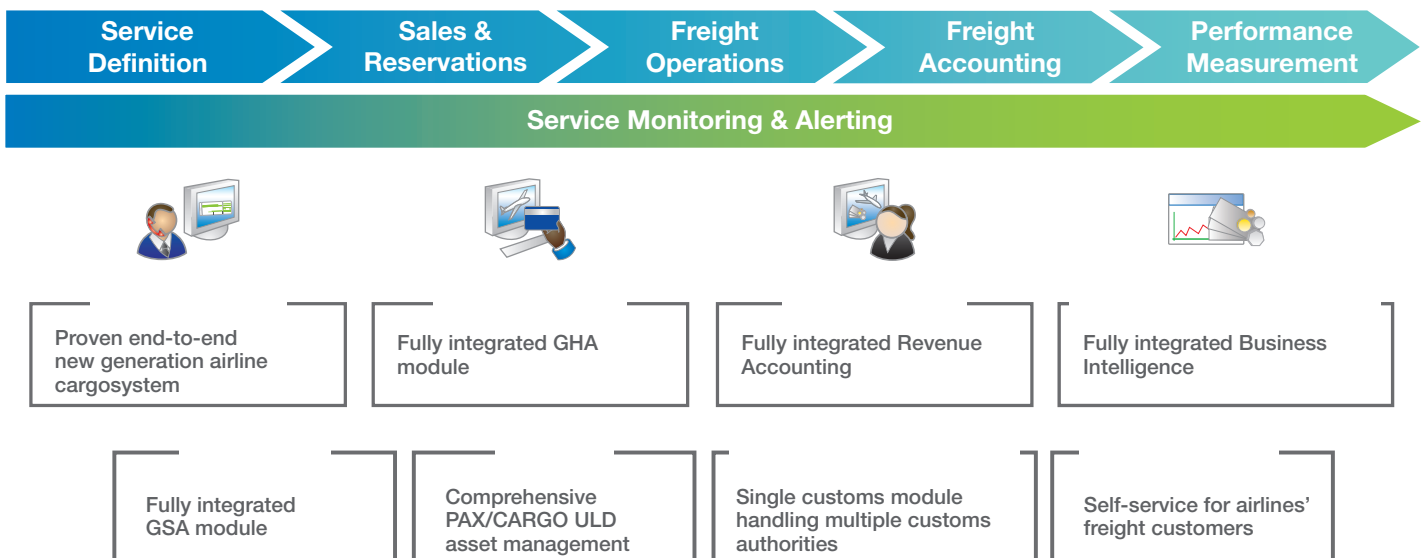 Service
Definition
Sales &
Reservations
Freight
Operations
Freight
Accounting
Performance
Measurement
Service Monitoring & Alerting
Proven end-to-end
new generation airline
cargosystem
Fully integrated GHA
module
Fully integrated Revenue
Accounting
Fully integrated Business
Intelligence
Fully integrated
GSA module
Comprehensive
PAX/CARGO ULD
asset management
Single customs module
handling multiple customs
authorities
Self-service for airlines’
freight customers